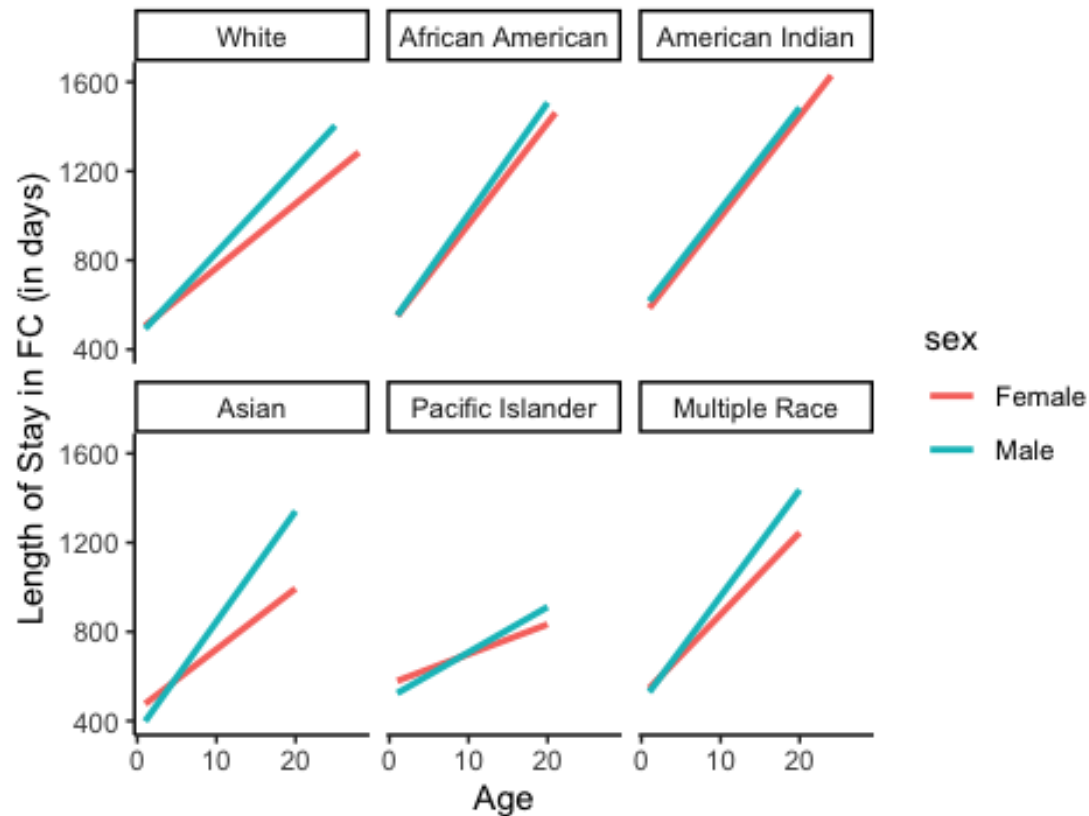 White
African American
American Indian
1600
1200
800
400
Asian
Pacific Islander
Multiple Race
1600
1200
800
400
0 10 20
0 10 20
0 10 20
Age
Length of Stay in FC (in days)
sex
Female
Male